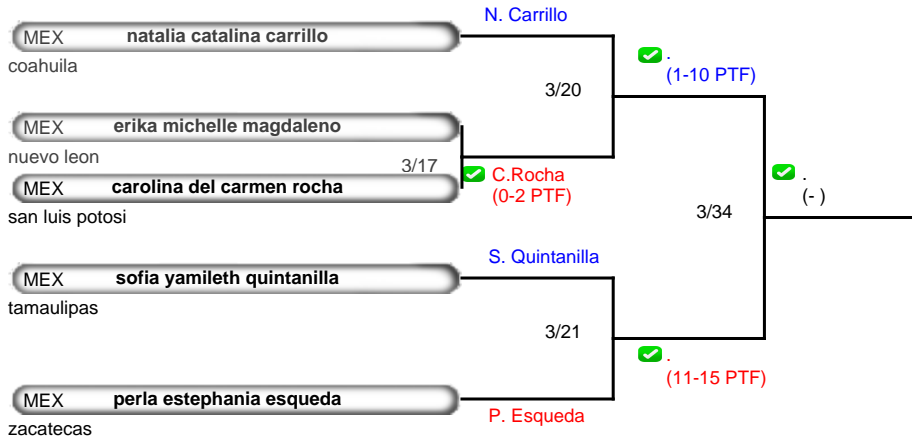 N. Carrillo
MEX natalia catalina carrillo
coahuila
.
(1-10 PTF)
3/20
MEX erika michelle magdaleno
nuevo leon
3/17
C.Rocha
(0-2 PTF)
MEX carolina del carmen rocha
san luis potosi
.
(- )
3/34
S. Quintanilla
MEX sofia yamileth quintanilla
tamaulipas
3/21
.
(11-15 PTF)
MEX perla estephania esqueda
zacatecas
P. Esqueda